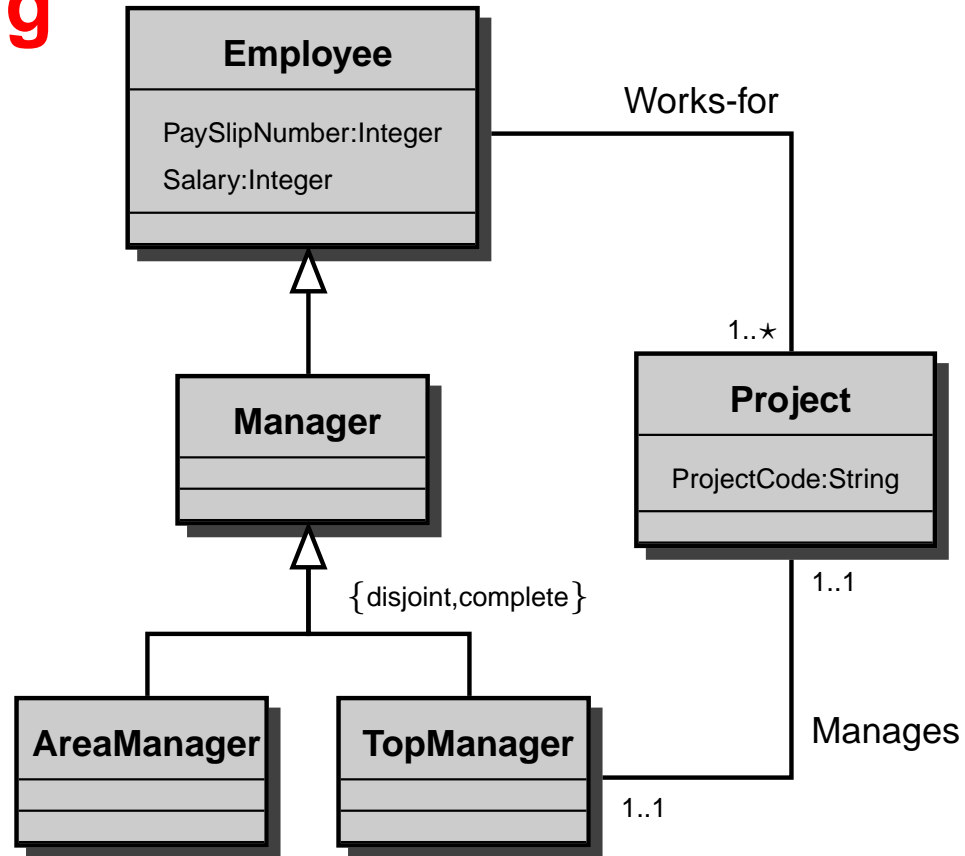 g
Employee
PaySlipNumber:Integer
Salary:Integer
Works-for
1..⋆
Manager
Project
ProjectCode:String
{disjoint,complete}
1..1
AreaManager
TopManager
Manages
1..1